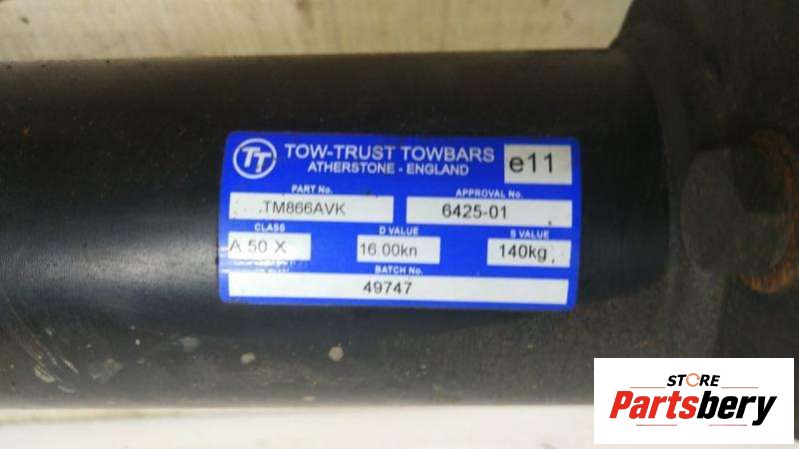 TT TOW-TRUST TOWBARS
ATHERSTONE - ENGLAND
e11
PART No. APPROVAL No.
TM866AVK 6425-01
CLASS D VALUE S VALUE
A 50 X 16.00kn 140kg
BATCH No.
49747
STORE
Partsbery